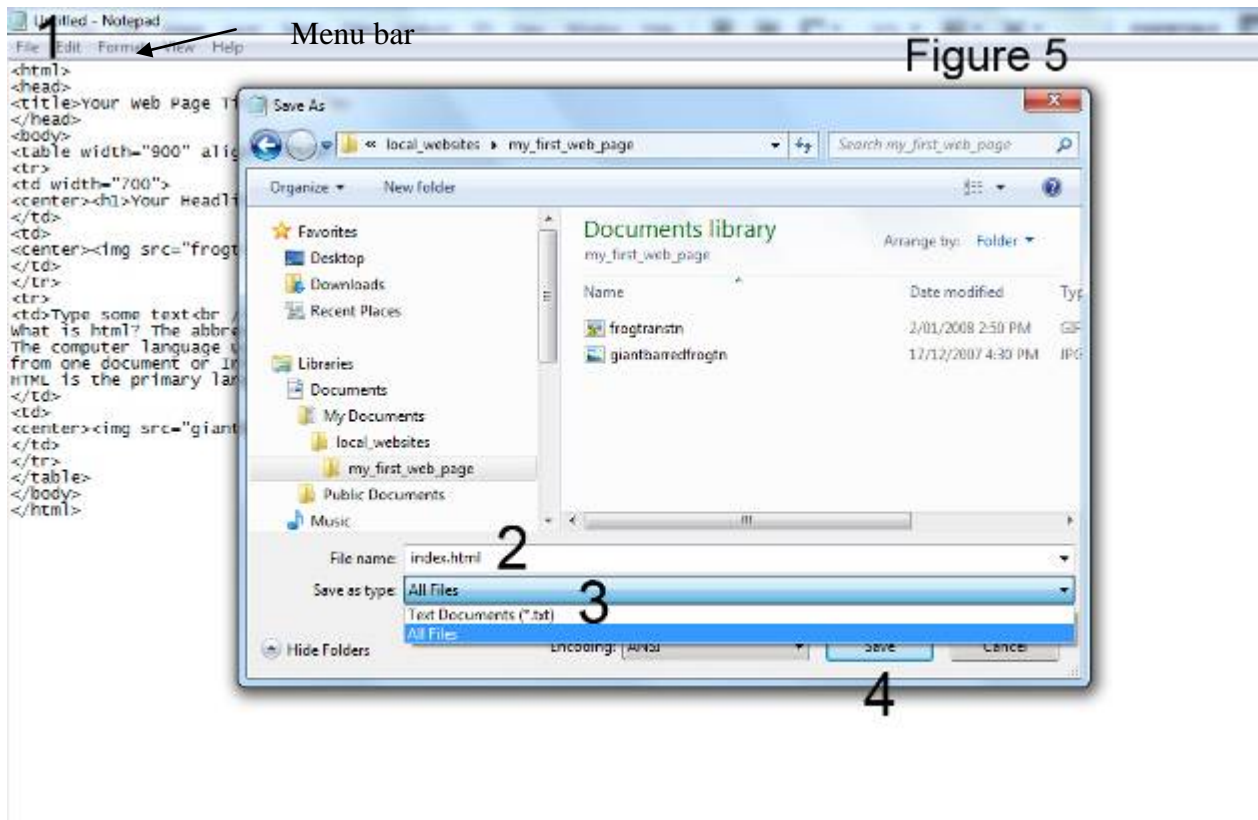 Untitled - Notepad
1
Menu bar
File Edit Format View Help
Figure 5
<html>
<head>
<title>Your Web Page Ti
</head>
<body>
<table width="900" alig
<tr>
<td width="700">
<center><h1>Your Headli
</td>
<td>
<center><img src="frogt
</td>
</tr>
<tr>
<td>Type some text<br /
What is html? The abbre
The computer language
from one document or In
HTML is the primary lan
</td>
<td>
<center><img src="giant
</td>
</tr>
</table>
</body>
</html>
Save As
« local_websites my_first_web_page
Search my_first_web_page
Organize New folder
Favorites
Desktop
Downloads
Recent Places
Libraries
Documents
My Documents
local_websites
my_first_web_page
Public Documents
Music
Documents library
my_first_web_page
Arrange by: Folder
Name Date modified Typ
frogtranstn 2/01/2008 2:50 PM GIF
giantbarredfrogtn 17/12/2007 4:30 PM JPG
File name: index.html 2
Save as type: All Files
3
Text Documents (*.txt)
All Files
Hide Folders Encoding: ANSI Save Cancel
4